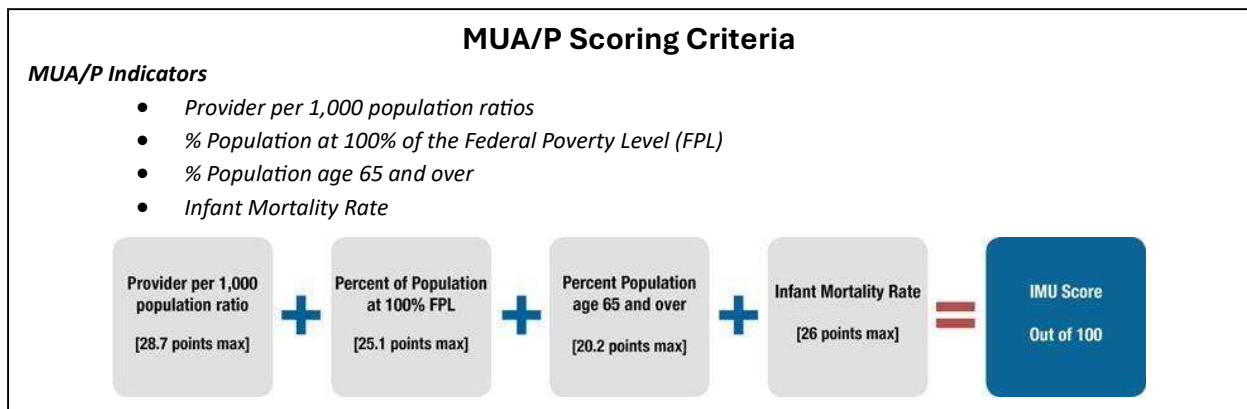 MUA/P Scoring Criteria
MUA/P Indicators
• Provider per 1,000 population ratios
• % Population at 100% of the Federal Poverty Level (FPL)
• % Population age 65 and over
• Infant Mortality Rate
Provider per 1,000
population ratio
[28.7 points max]
+
Percent of Population
at 100% FPL
[25.1 points max]
+
Percent Population
age 65 and over
[20.2 points max]
+
Infant Mortality Rate
[26 points max]
=
IMU Score
Out of 100